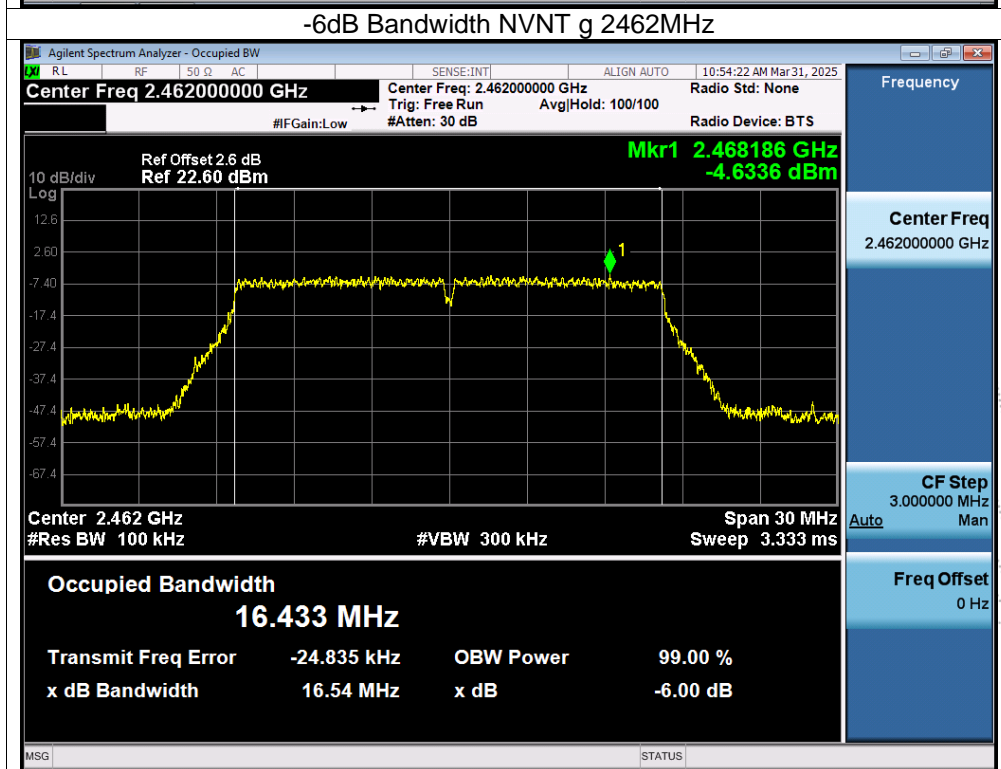 -6dB Bandwidth NVNT g 2462MHz
Agilent Spectrum Analyzer - Occupied BW
LXI RL RF 50 Ω AC SENSE:INT ALIGN AUTO 10:54:22 AM Mar 31, 2025
Center Freq 2.462000000 GHz
Center Freq: 2.462000000 GHz
Radio Std: None
Trig: Free Run Avg|Hold: 100/100
#IFGain:Low
#Atten: 30 dB
Radio Device: BTS
Frequency
Mkr1 2.468186 GHz
-4.6336 dBm
Ref Offset 2.6 dB
10 dB/div Ref 22.60 dBm
Log
12.6
2.60
-7.40
-17.4
-27.4
-37.4
-47.4
-57.4
-67.4
1
Center 2.462 GHz
Span 30 MHz
#Res BW 100 kHz
#VBW 300 kHz
Sweep 3.333 ms
Center Freq
2.462000000 GHz
CF Step
3.000000 MHz
Auto Man
Freq Offset
0 Hz
Occupied Bandwidth
16.433 MHz
Transmit Freq Error -24.835 kHz OBW Power 99.00 %
x dB Bandwidth 16.54 MHz x dB -6.00 dB
MSG STATUS